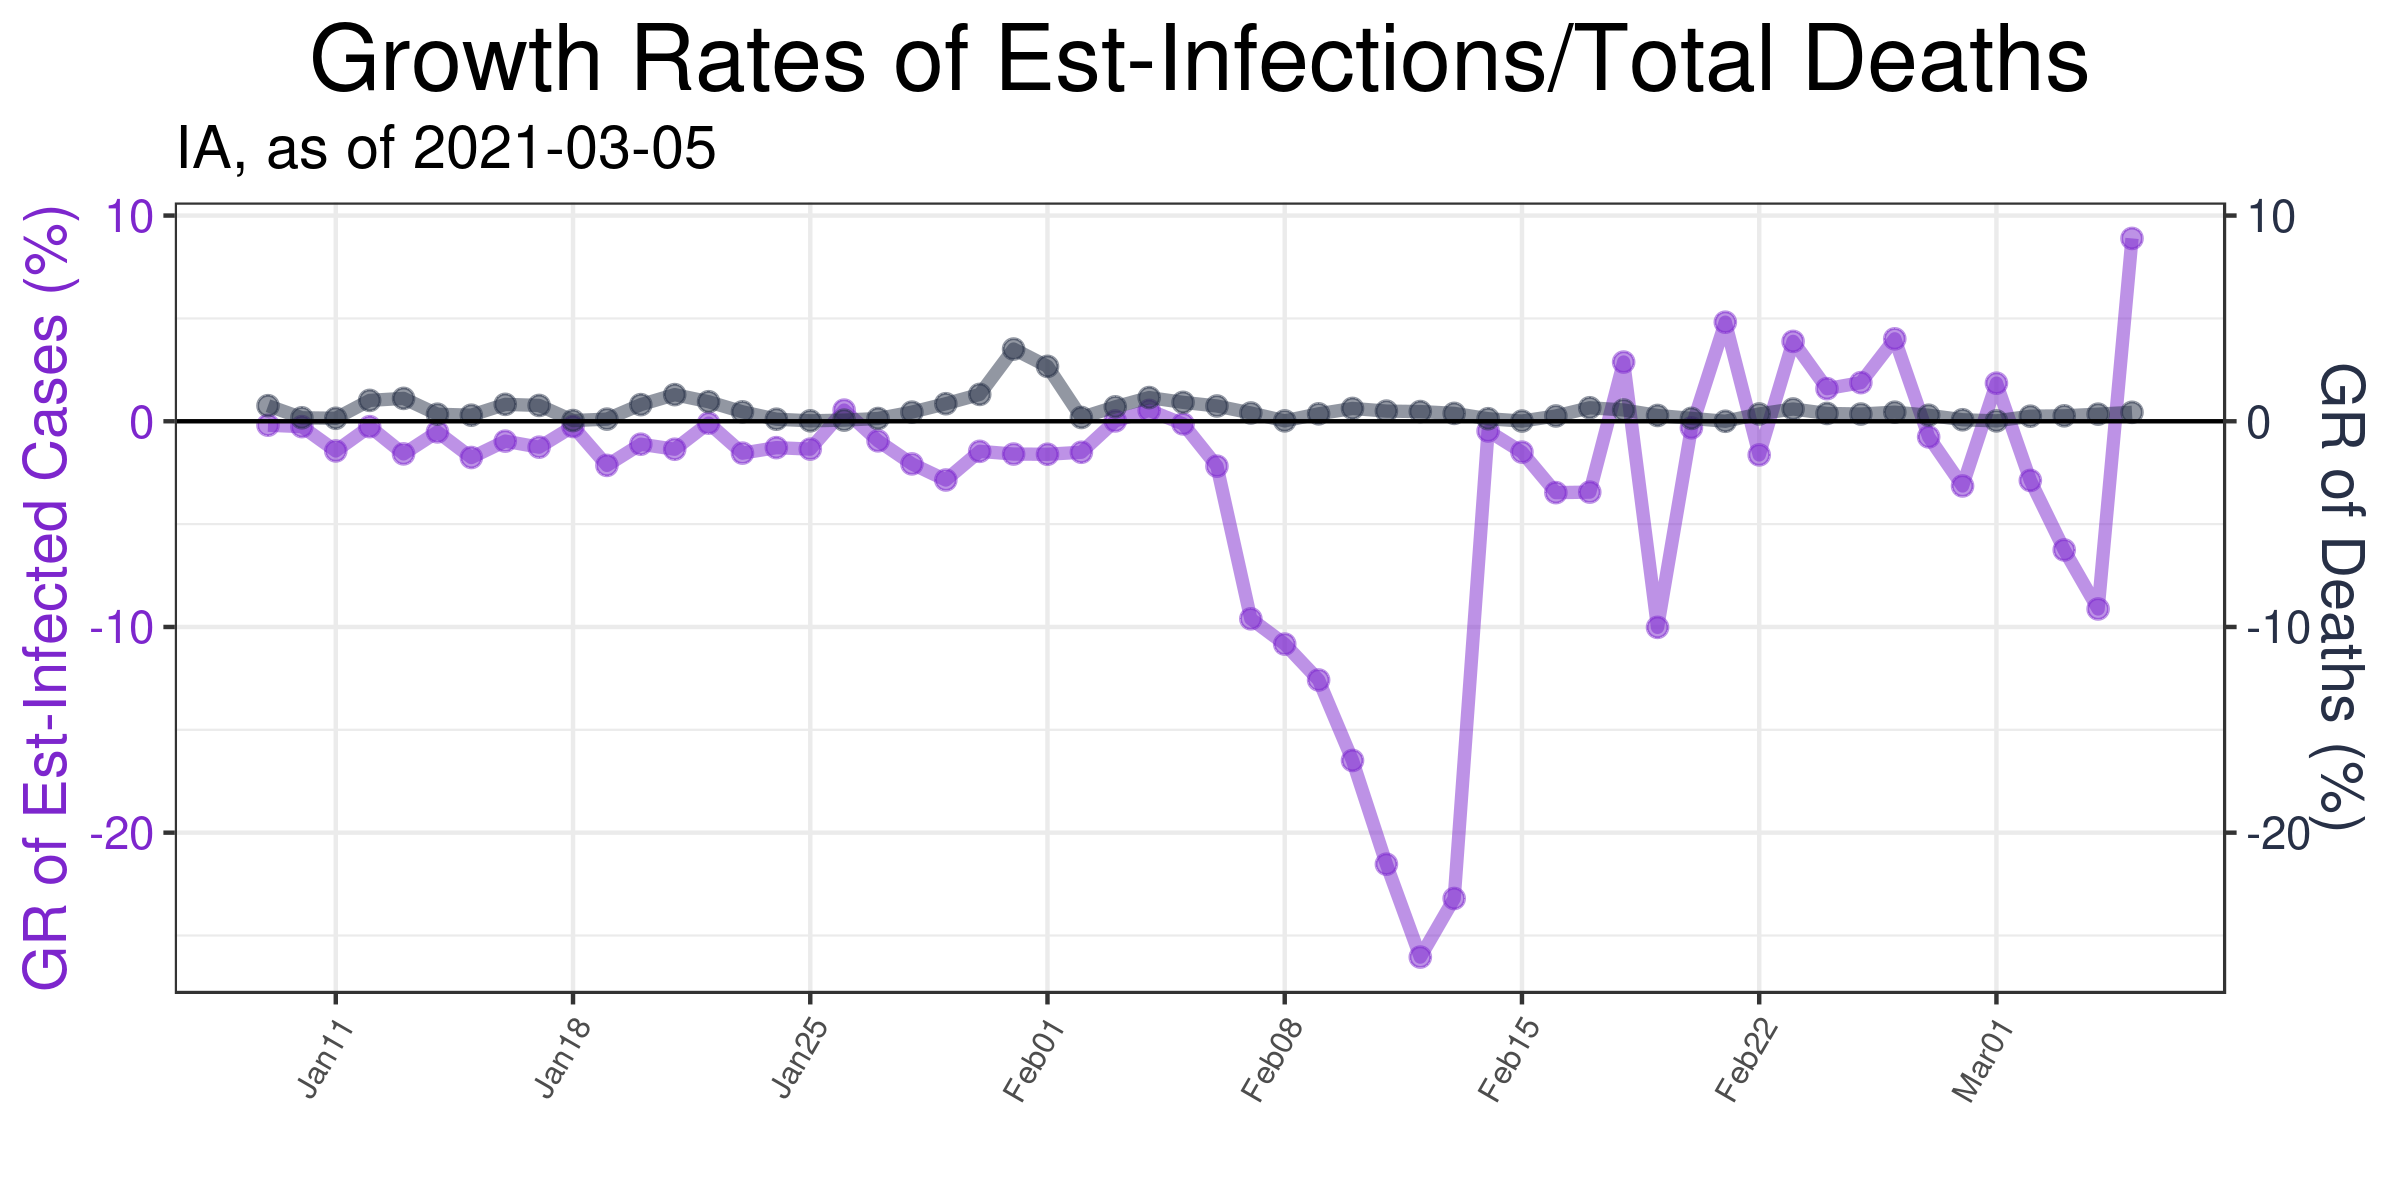 Growth Rates of Est-Infections/Total Deaths
IA, as of 2021-03-05
GR of Est-Infected Cases (%)
10
0
-10
-20
10
0
-10
-20
GR of Deaths (%)
Jan11
Jan18
Jan25
Feb01
Feb08
Feb15
Feb22
Mar01